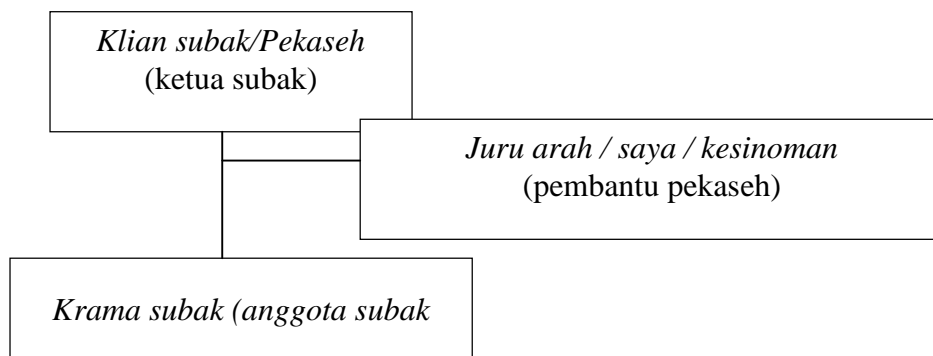 Klian subak/Pekaseh
(ketua subak)
Juru arah / saya / kesinoman
(pembantu pekaseh)
Krama subak (anggota subak